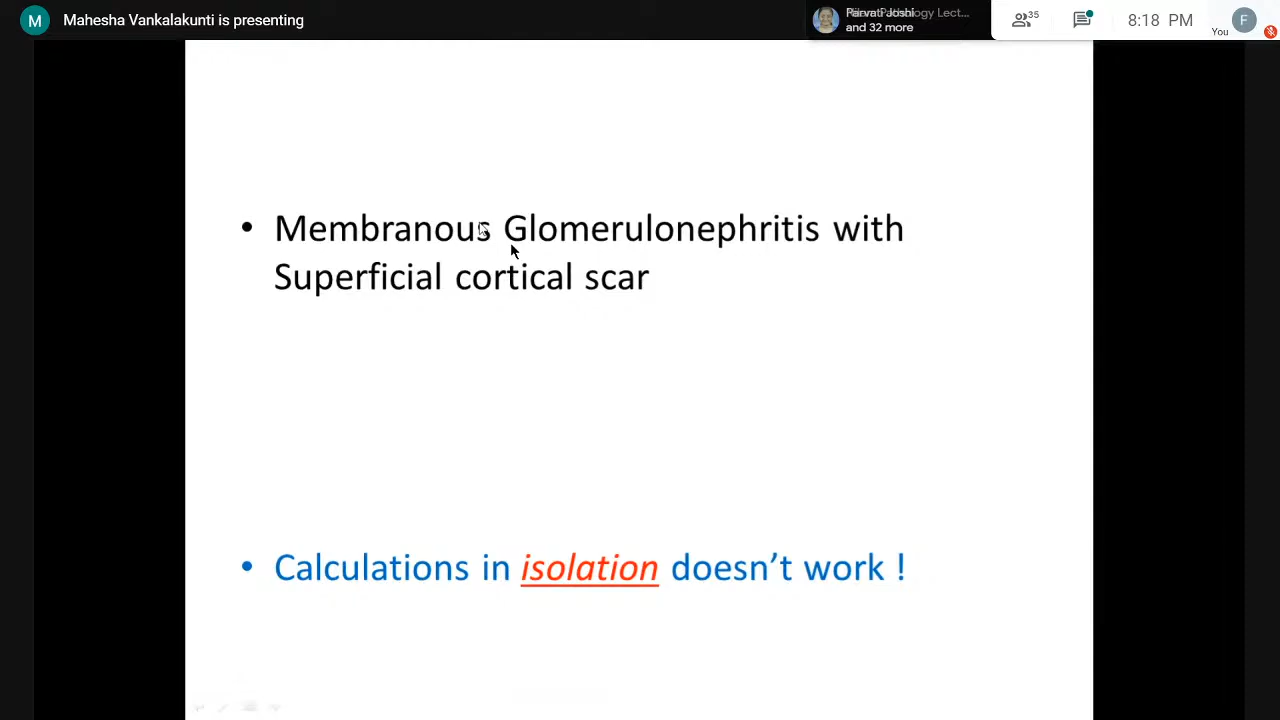 M Mahesha Vankalakunti is presenting
Parvati Joshi
and 32 more
35
8:18 PM
You
F
• Membranous Glomerulonephritis with
Superficial cortical scar
• Calculations in isolation doesn’t work !